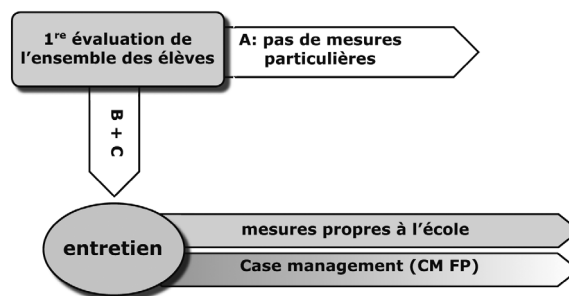 1re évaluation de
l'ensemble des élèves
A: pas de mesures
particulières
B + C
entretien
mesures propres à l'école
Case management (CM FP)